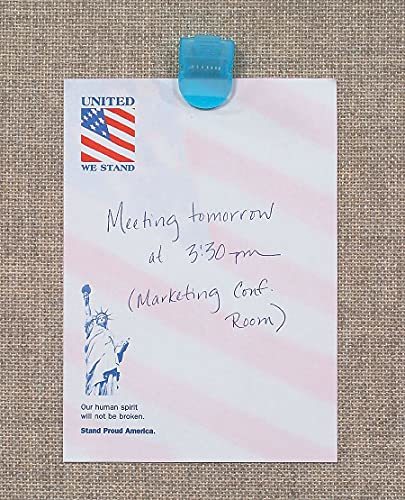 UNITED
WE STAND
Meeting tomorrow
at 3:30 pm
(Marketing Conf.
Room)
Our human spirit
will not be broken.
Stand Proud America.